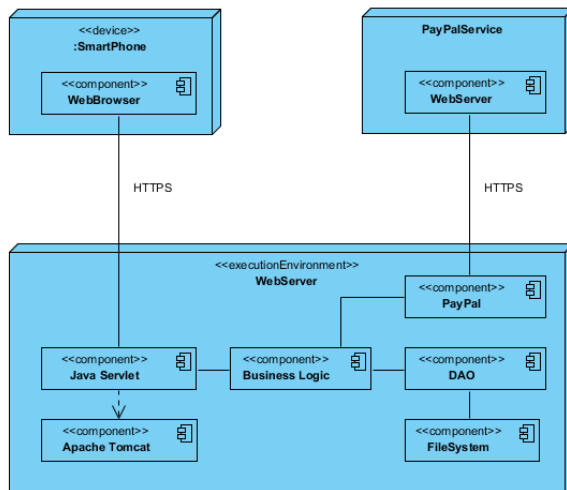 <<device>>
:SmartPhone
<<component>>
WebBrowser
PayPalService
<<component>>
WebServer
HTTPS
HTTPS
<<executionEnvironment>>
WebServer
<<component>>
PayPal
<<component>>
Java Servlet
<<component>>
Business Logic
<<component>>
DAO
<<component>>
Apache Tomcat
<<component>>
FileSystem